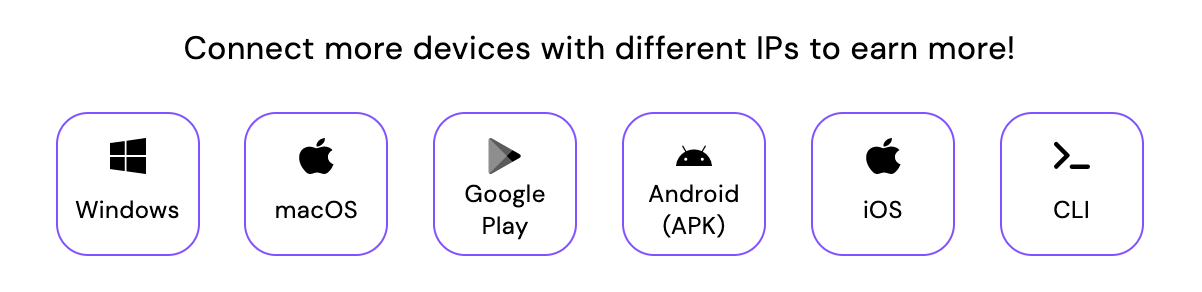 Connect more devices with different IPs to earn more!
Windows
macOS
Google
Play
Android
(APK)
iOS
CLI